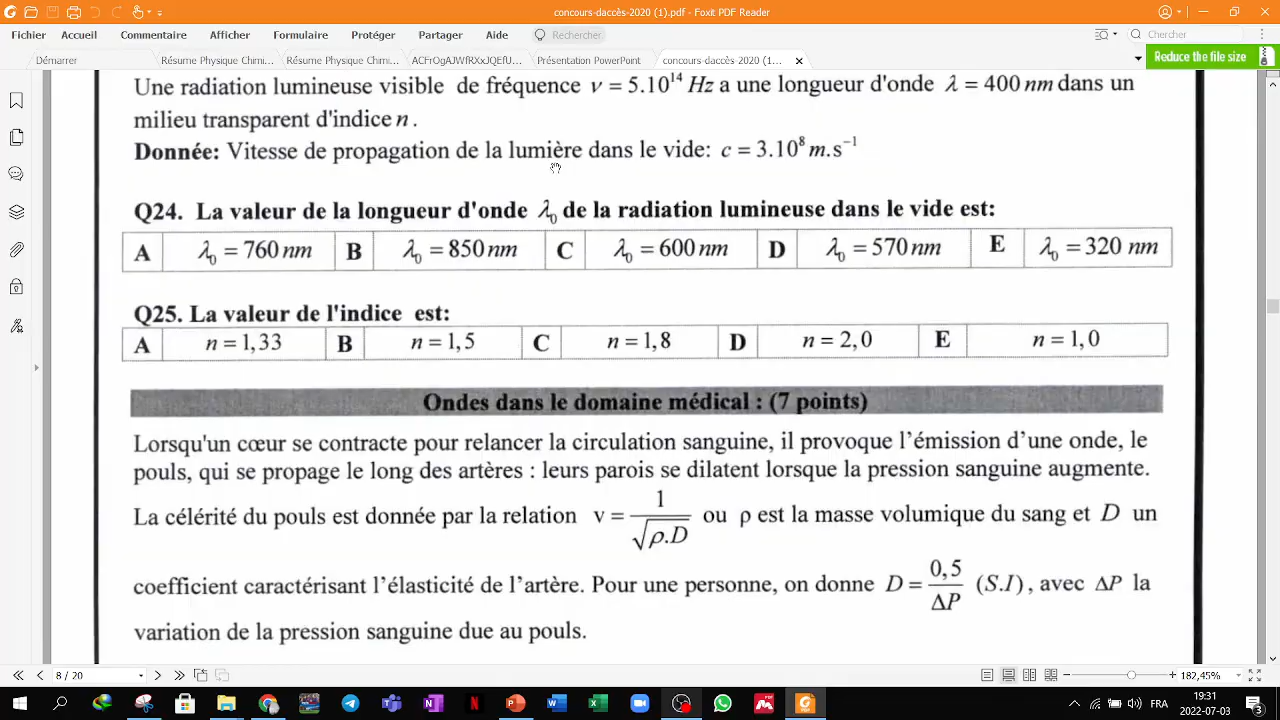 concours-daccès-2020 (1).pdf - Foxit PDF Reader
Fichier Accueil Commentaire Afficher Formulaire Protéger Partager Aide Rechercher Chercher
Démarrer Résume Physique Chimi... Résume Physique Chimi... ACFrOgAh5... QEPO... Présentation PowerPoint concours-daccès-2020 (1... Reduce the file size
Une radiation lumineuse visible de fréquence ν = 5.10¹⁴ Hz a une longueur d'onde λ = 400 nm dans un
milieu transparent d'indice n .
Donnée: Vitesse de propagation de la lumière dans le vide: c = 3.10⁸ m.s⁻¹
Q24. La valeur de la longueur d'onde λ₀ de la radiation lumineuse dans le vide est:
A λ₀ = 760 nm B λ₀ = 850 nm C λ₀ = 600 nm D λ₀ = 570 nm E λ₀ = 320 nm
Q25. La valeur de l'indice est:
A n = 1,33 B n = 1,5 C n = 1,8 D n = 2,0 E n = 1,0
Ondes dans le domaine médical : (7 points)
Lorsqu'un cœur se contracte pour relancer la circulation sanguine, il provoque l'émission d'une onde, le
pouls, qui se propage le long des artères : leurs parois se dilatent lorsque la pression sanguine augmente.
La célérité du pouls est donnée par la relation v = 1/√(ρ.D) ou ρ est la masse volumique du sang et D un
coefficient caractérisant l'élasticité de l'artère. Pour une personne, on donne D = 0,5/ΔP (S.I), avec ΔP la
variation de la pression sanguine due au pouls.
8 / 20 182,45%
19:31
FRA
2022-07-03
3